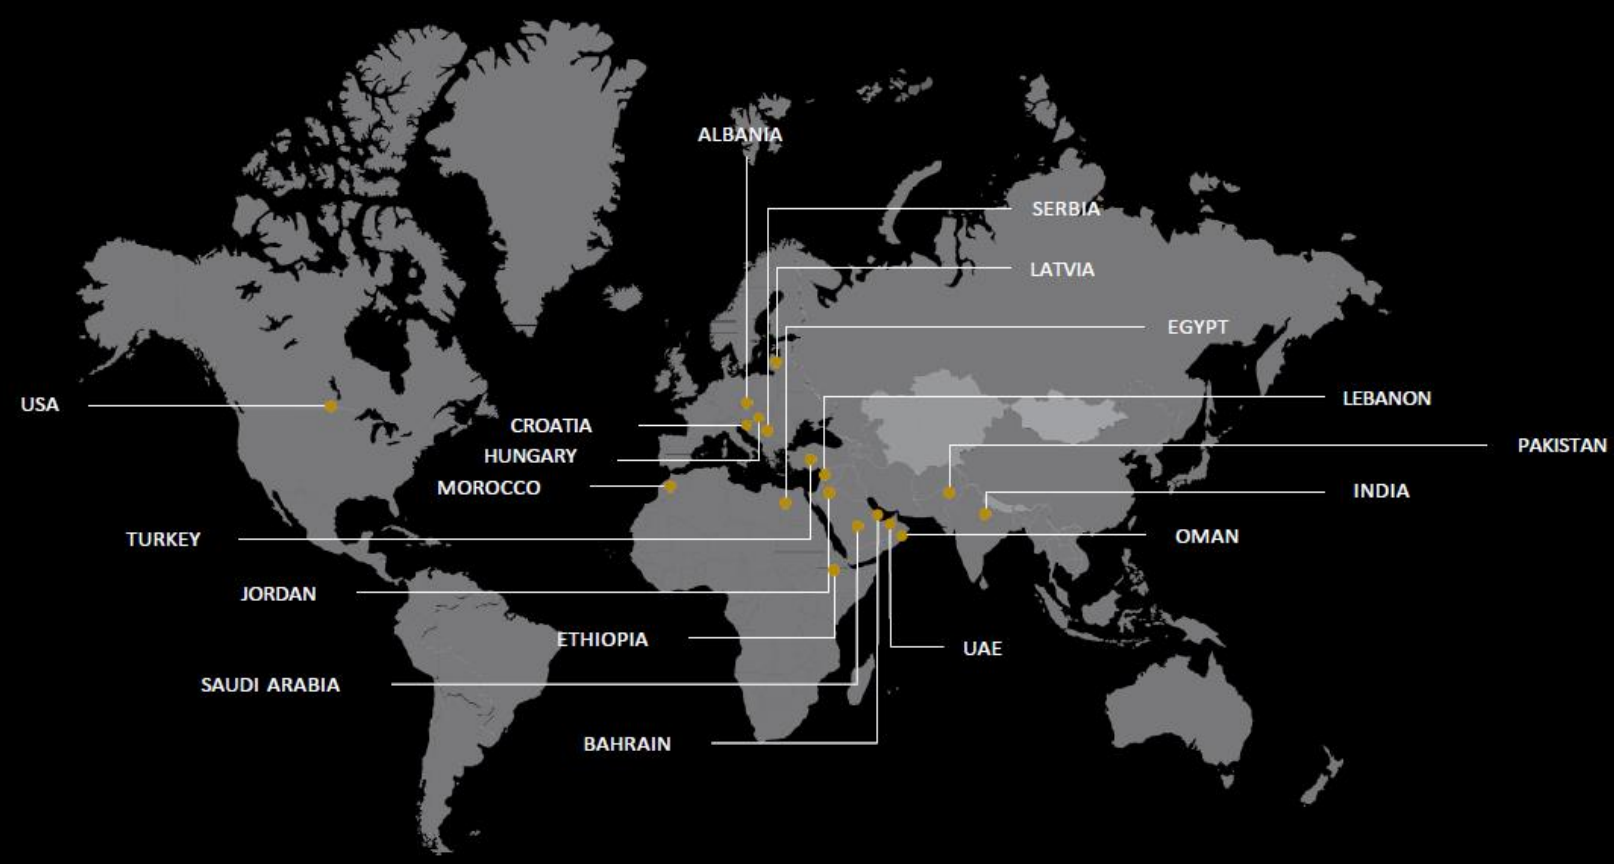 ALBANIA
SERBIA
LATVIA
EGYPT
USA
LEBANON
CROATIA
PAKISTAN
HUNGARY
MOROCCO
INDIA
TURKEY
OMAN
JORDAN
ETHIOPIA
UAE
SAUDI ARABIA
BAHRAIN